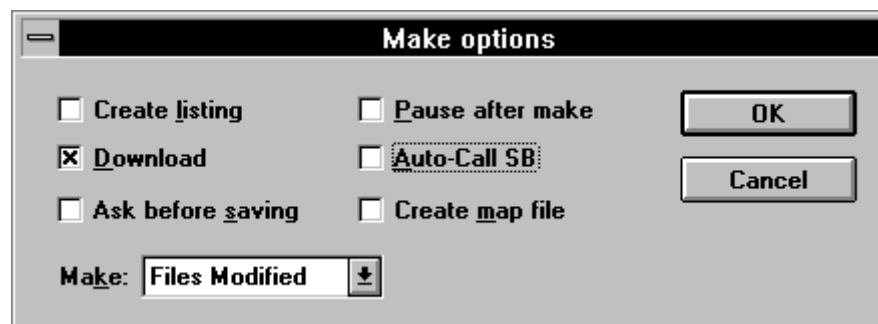 Make options
Create listing
Pause after make
OK
Download
Auto-Call SB
Cancel
Ask before saving
Create map file
Make: Files Modified